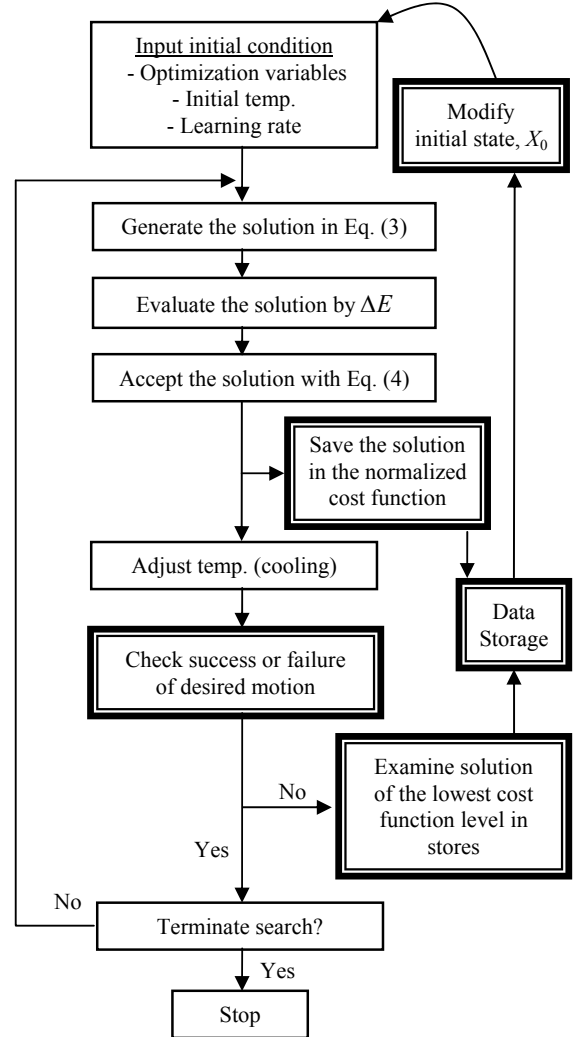 Input initial condition
- Optimization variables
- Initial temp.
- Learning rate
Modify
initial state, X0
Generate the solution in Eq. (3)
Evaluate the solution by ΔE
Accept the solution with Eq. (4)
Save the solution
in the normalized
cost function
Adjust temp. (cooling)
Data
Storage
Check success or failure
of desired motion
Examine solution
of the lowest cost
function level in
stores
No
Yes
No
Terminate search?
Yes
Stop